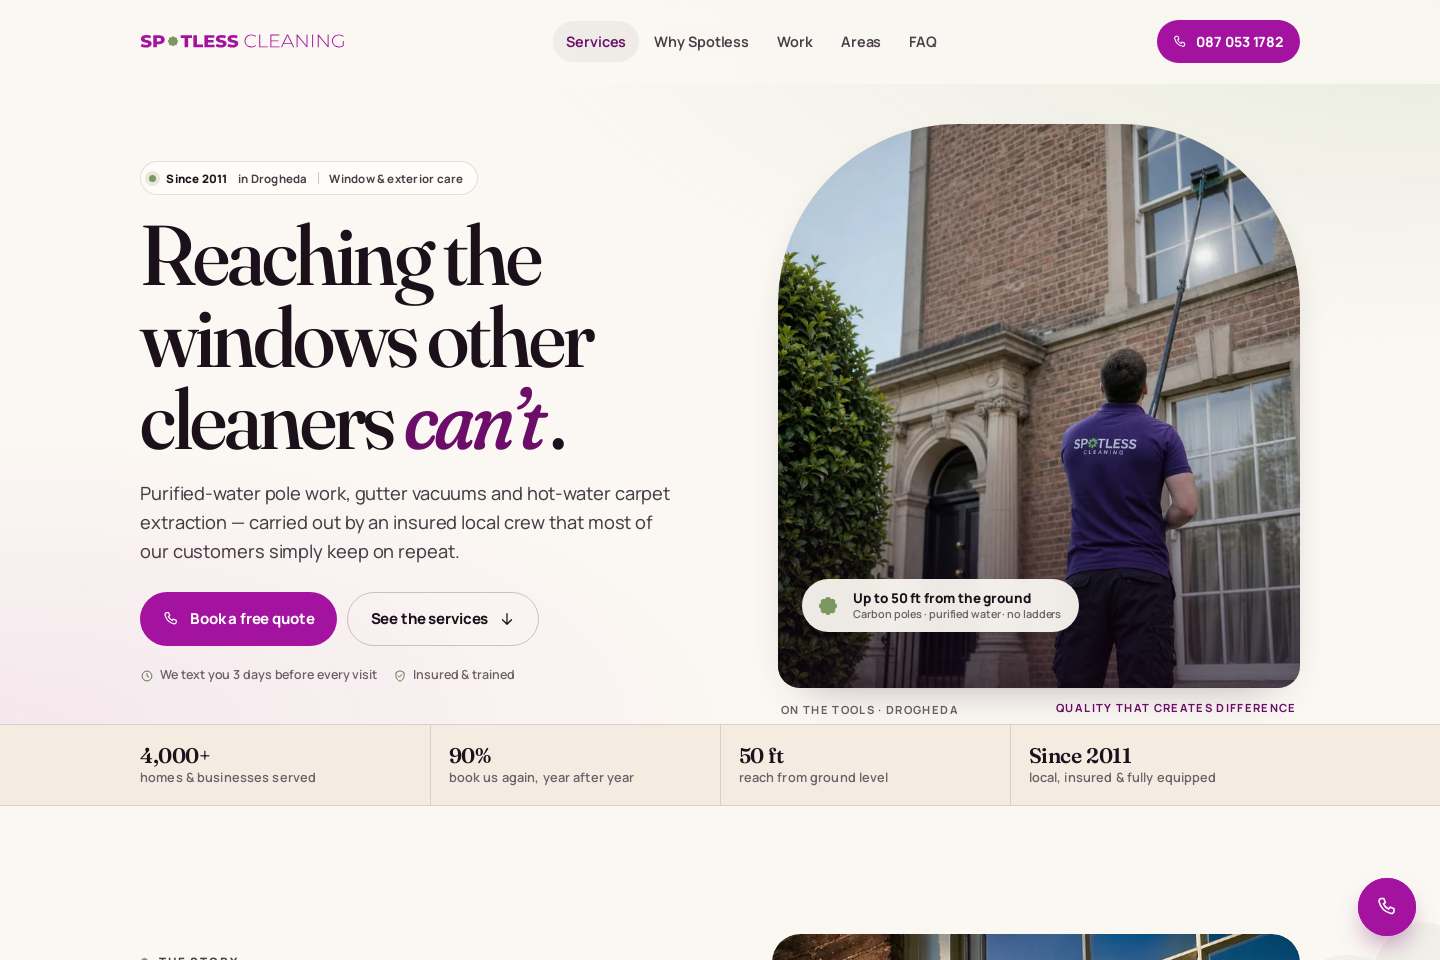 SPOTLESS CLEANING
Services
Why Spotless
Work
Areas
FAQ
087 053 1782
Since 2011 in Drogheda | Window & exterior care
Reaching the
windows other
cleaners can’t.
Purified-water pole work, gutter vacuums and hot-water carpet
extraction — carried out by an insured local crew that most of
our customers simply keep on repeat.
Book a free quote
See the services ↓
We text you 3 days before every visit
Insured & trained
SPOTLESS
CLEANING
Up to 50 ft from the ground
Carbon poles · purified water · no ladders
ON THE TOOLS · DROGHEDA
QUALITY THAT CREATES DIFFERENCE
4,000+
homes & businesses served
90%
book us again, year after year
50 ft
reach from ground level
Since 2011
local, insured & fully equipped
THE STORY